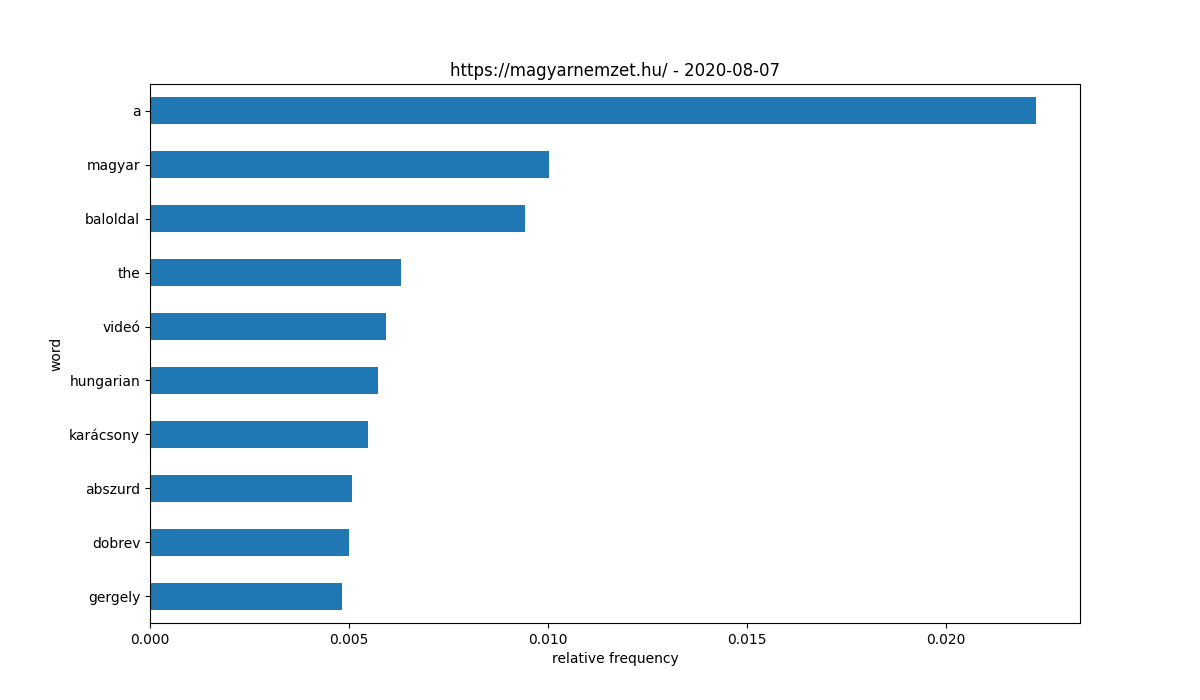 https://magyarnemzet.hu/ - 2020-08-07
a
magyar
baloldal
the
videó
hungarian
karácsony
abszurd
dobrev
gergely
word
0.000 0.005 0.010 0.015 0.020
relative frequency